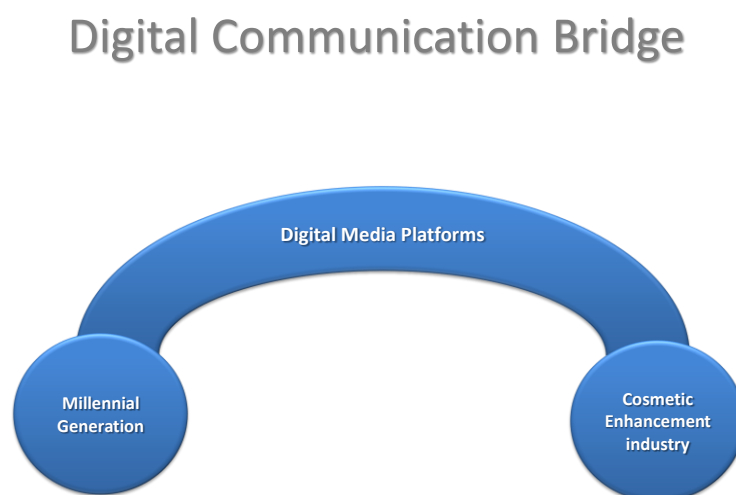 Digital Communication Bridge
Digital Media Platforms
Millennial
Generation
Cosmetic
Enhancement
industry